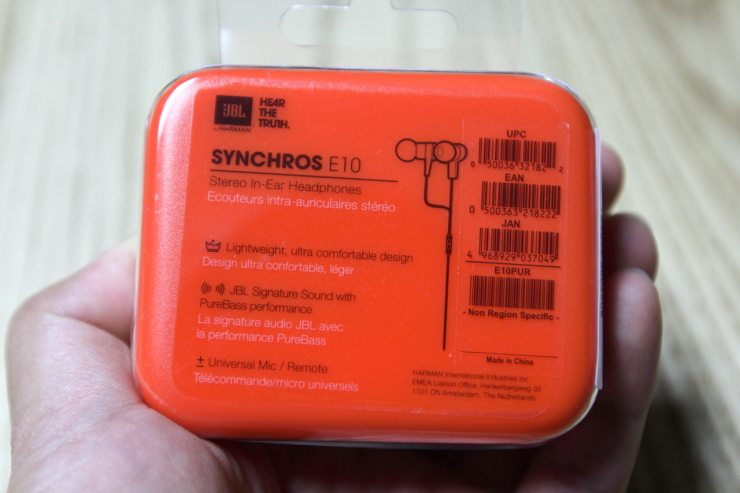 JBL
by HARMAN
HEAR
THE
TRUTH.
SYNCHROS E10
Stereo In-Ear Headphones
Ecouteurs intra-auriculaires stéréo
Lightweight, ultra comfortable design
Design ultra confortable, léger
JBL Signature Sound with
PureBass performance
La signature audio JBL avec
la performance PureBass
± Universal Mic / Remote
Télécommande/micro universels
UPC
0 50036 32182 2
EAN
0 500363 218222
JAN
4 968929 037049
E10PUR
- Non Region Specific -
Made in China
HARMAN International Industries Inc.
EMEA Liaison Office, Herikerbergweg 30
1101 CN Amsterdam, The Netherlands